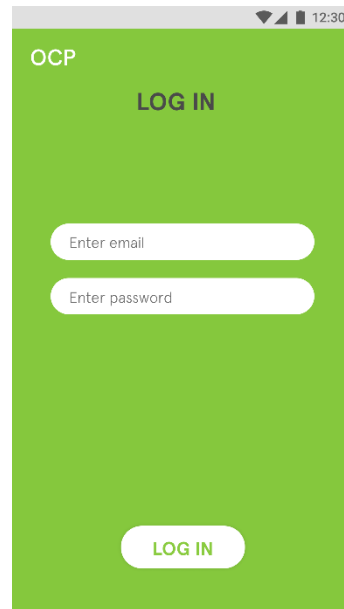 12:30
OCP
LOG IN
Enter email
Enter password
LOG IN